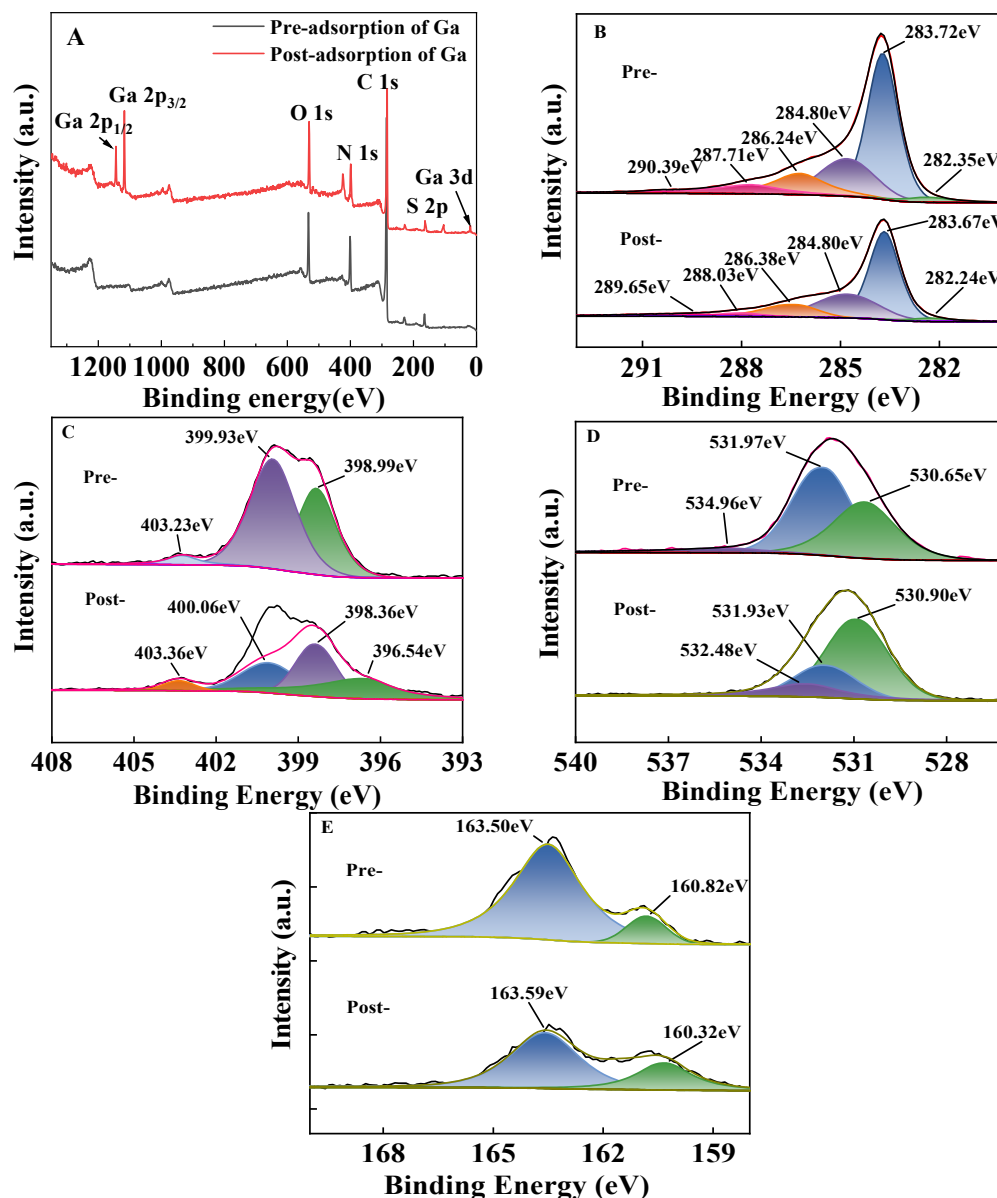 A
Pre-adsorption of Ga
Post-adsorption of Ga
Ga 2p1/2
Ga 2p3/2
O 1s
N 1s
C 1s
S 2p
Ga 3d
Intensity (a.u.)
1200 1000 800 600 400 200 0
Binding energy(eV)
B
Pre-
283.72eV
284.80eV
286.24eV
287.71eV
290.39eV
282.35eV
Post-
283.67eV
284.80eV
286.38eV
288.03eV
289.65eV
282.24eV
Intensity (a.u.)
291 288 285 282
Binding Energy (eV)
C
Pre-
399.93eV
398.99eV
403.23eV
Post-
400.06eV
398.36eV
403.36eV
396.54eV
Intensity (a.u.)
408 405 402 399 396 393
Binding Energy (eV)
D
Pre-
531.97eV
530.65eV
534.96eV
Post-
530.90eV
531.93eV
532.48eV
Intensity (a.u.)
540 537 534 531 528
Binding Energy (eV)
E
Pre-
163.50eV
160.82eV
Post-
163.59eV
160.32eV
Intensity (a.u.)
168 165 162 159
Binding Energy (eV)